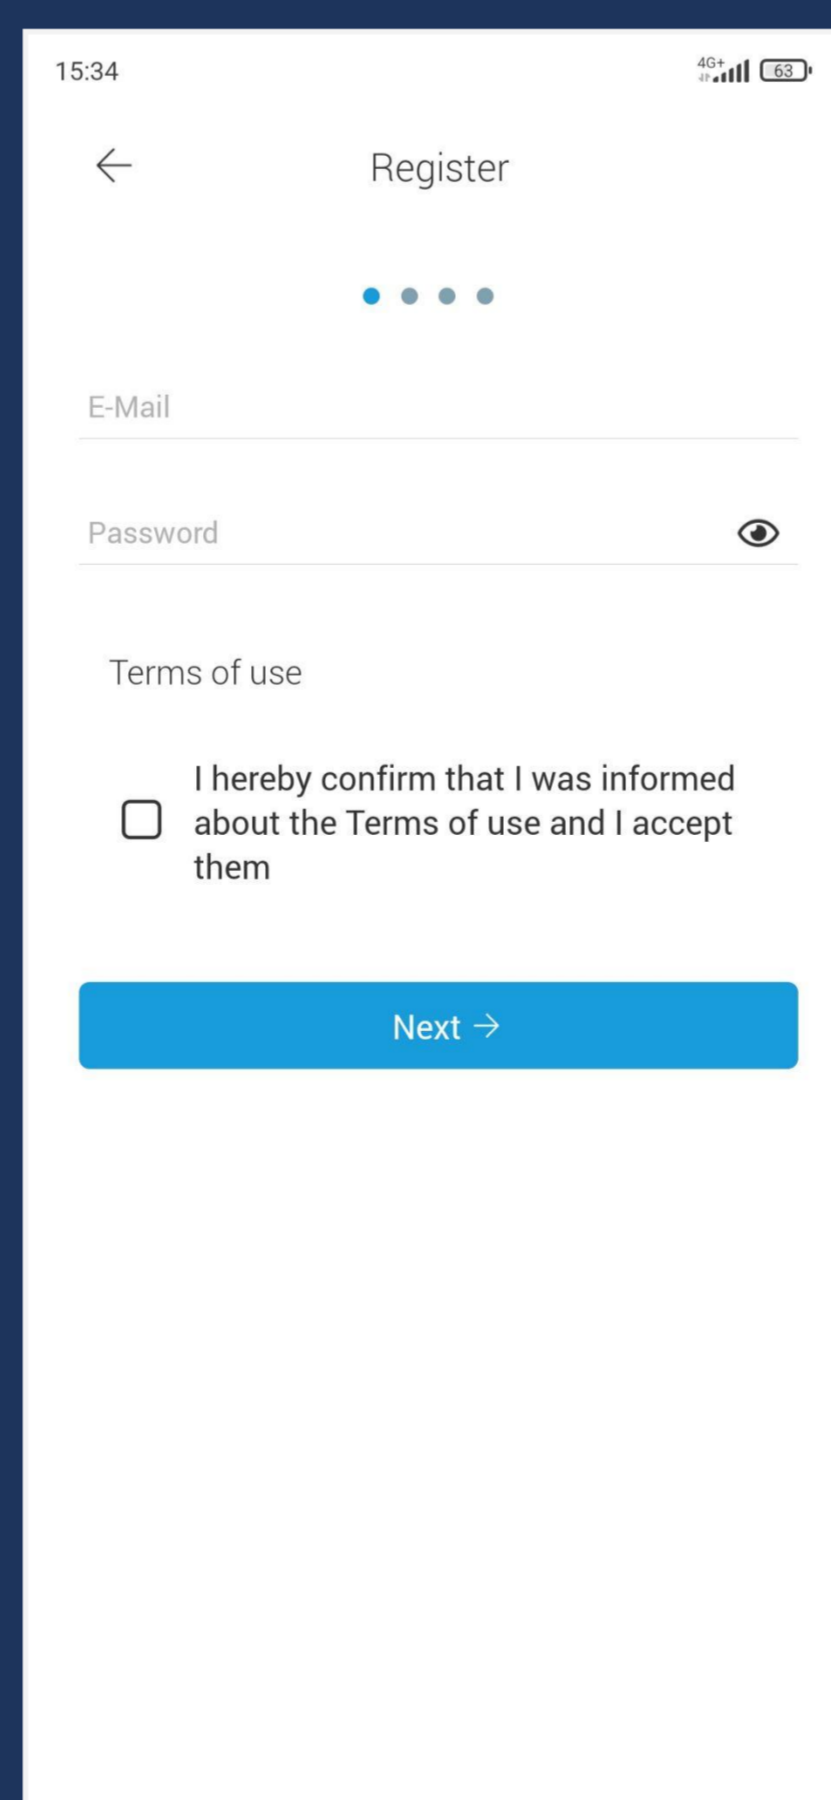 15:34
4G+ 63
Register
E-Mail
Password
Terms of use
I hereby confirm that I was informed
about the Terms of use and I accept
them
Next →